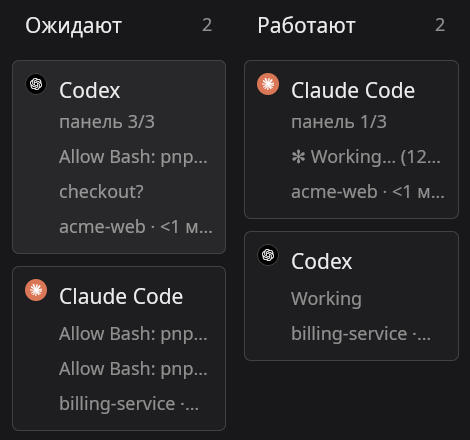 Ожидают 2
Codex
панель 3/3
Allow Bash: pnp...
checkout?
acme-web · <1 м...
Claude Code
Allow Bash: pnp...
Allow Bash: pnp...
billing-service ·...
Работают 2
Claude Code
панель 1/3
✻ Working... (12...
acme-web · <1 м...
Codex
Working
billing-service ·...